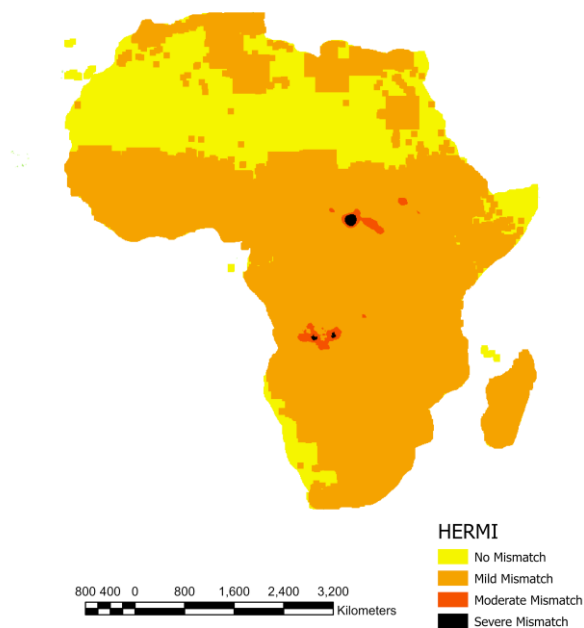 HERMI
No Mismatch
Mild Mismatch
Moderate Mismatch
Severe Mismatch
800 400 0 800 1,600 2,400 3,200
Kilometers